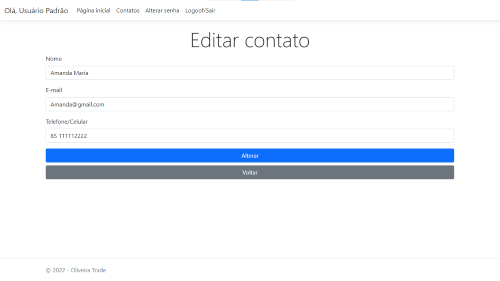 Olá, Usuário Padrão Página inicial Contatos Alterar senha Logoof/Sair
Editar contato
Nome
Amanda Maria
E-mail
Amanda@gmail.com
Telefone/Celular
85 111112222
Alterar
Voltar
© 2022 - Oliveira Trade